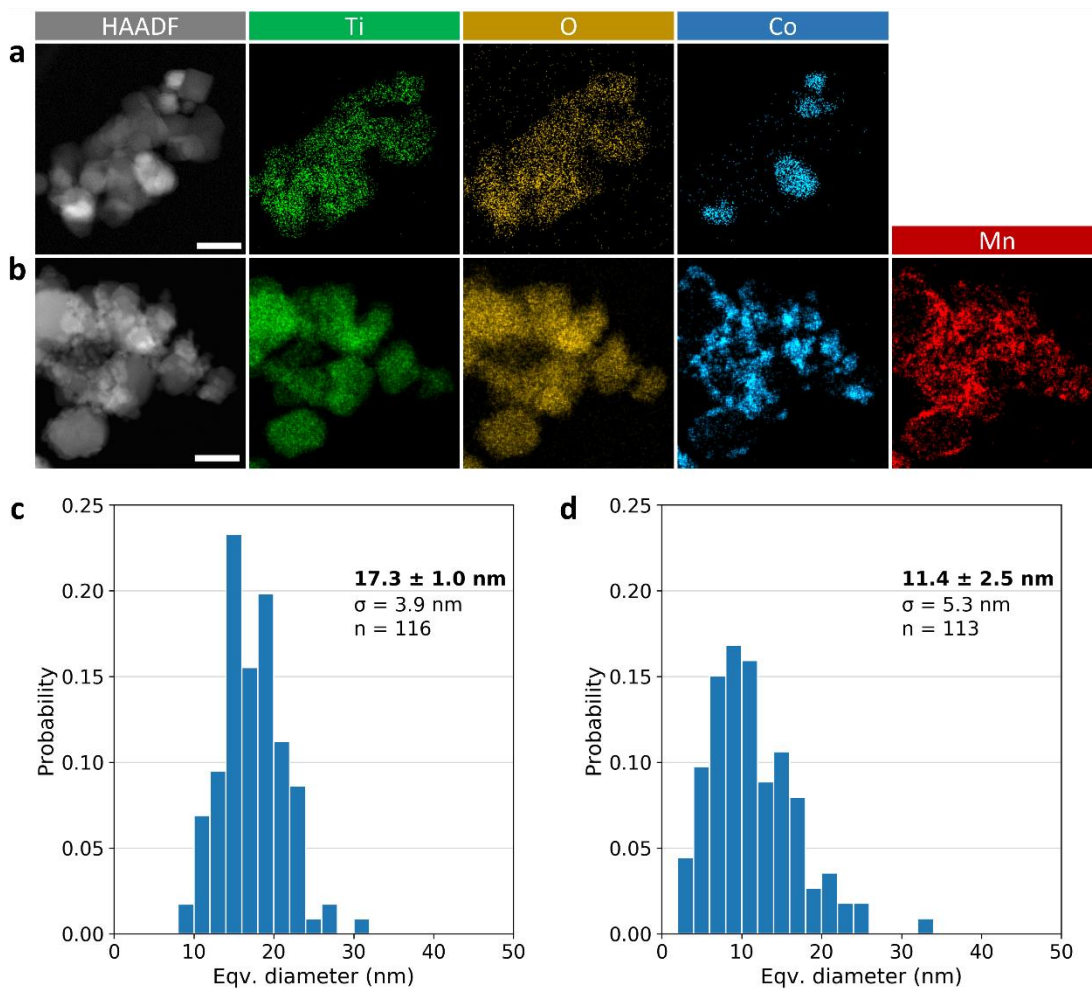 HAADF Ti O Co
a
Mn
b
c
0.25
0.20
0.15
0.10
0.05
0.00
Probability
17.3 ± 1.0 nm
σ = 3.9 nm
n = 116
0 10 20 30 40 50
Eqv. diameter (nm)
d
0.25
0.20
0.15
0.10
0.05
0.00
Probability
11.4 ± 2.5 nm
σ = 5.3 nm
n = 113
0 10 20 30 40 50
Eqv. diameter (nm)